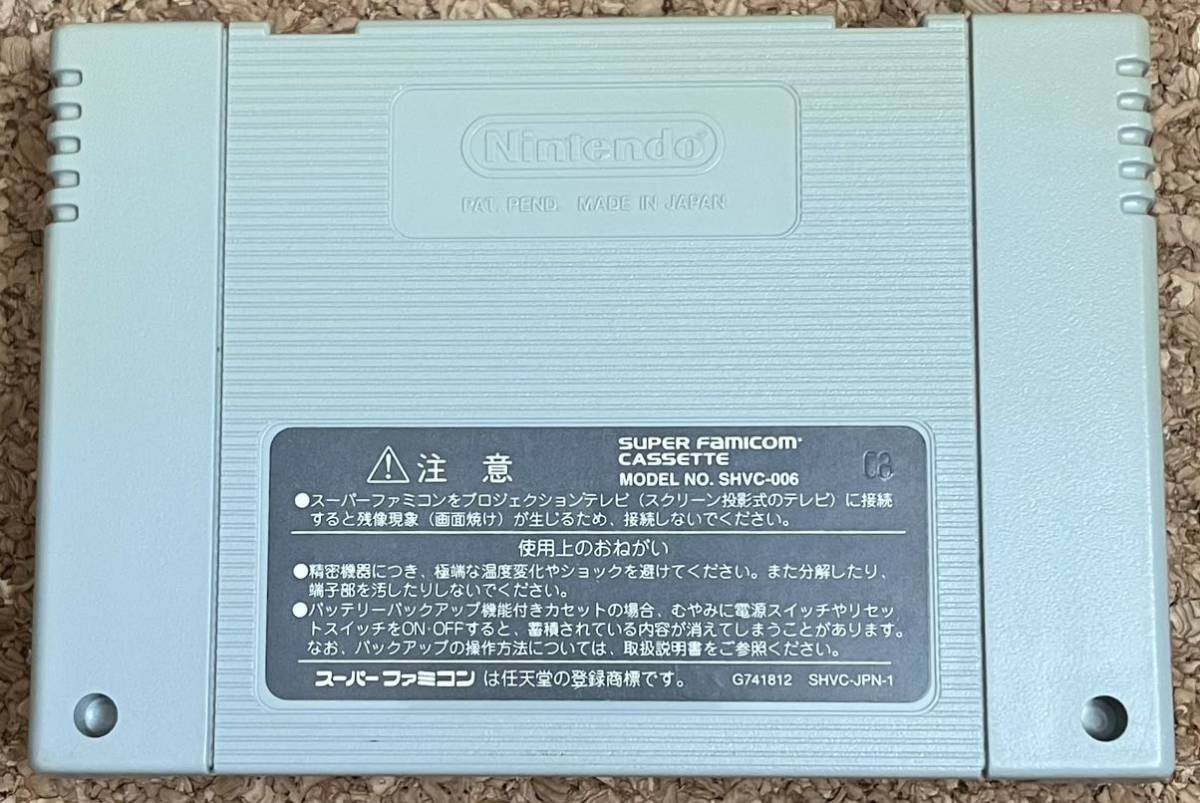 Nintendo®
PAT. PEND. MADE IN JAPAN
注 意
SUPER FAMICOM
CASSETTE
MODEL NO. SHVC-006
●スーパーファミコンをプロジェクションテレビ（スクリーン投影式のテレビ）に接続
すると残像現象（画面焼け）が生じるため、接続しないでください。
使用上のおねがい
●精密機器につき、極端な温度変化やショックを避けてください。また分解したり、
端子部を汚したりしないでください。
●バッテリーバックアップ機能付きカセットの場合、むやみに電源スイッチやリセッ
トスイッチをON·OFFすると、蓄積されている内容が消えてしまうことがあります。
なお、バックアップの操作方法については、取扱説明書をご参照ください。
スーパーファミコン は任天堂の登録商標です。 G741812 SHVC-JPN-1